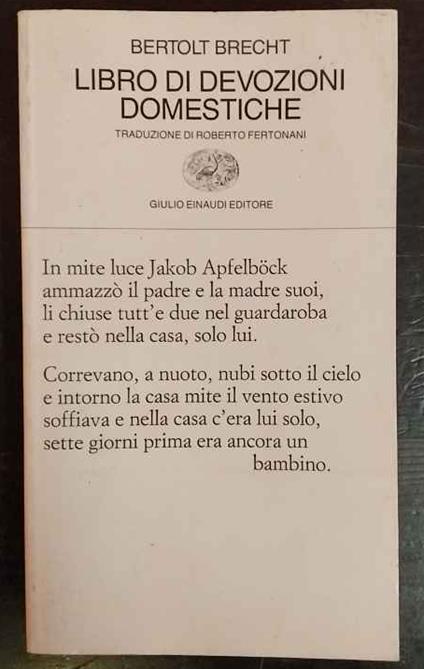 BERTOLT BRECHT
LIBRO DI DEVOZIONI
DOMESTICHE
TRADUZIONE DI ROBERTO FERTONANI
GIULIO EINAUDI EDITORE
In mite luce Jakob Apfelböck
ammazzò il padre e la madre suoi,
li chiuse tutt'e due nel guardaroba
e restò nella casa, solo lui.
Correvano, a nuoto, nubi sotto il cielo
e intorno la casa mite il vento estivo
soffiava e nella casa c'era lui solo,
sette giorni prima era ancora un
bambino.